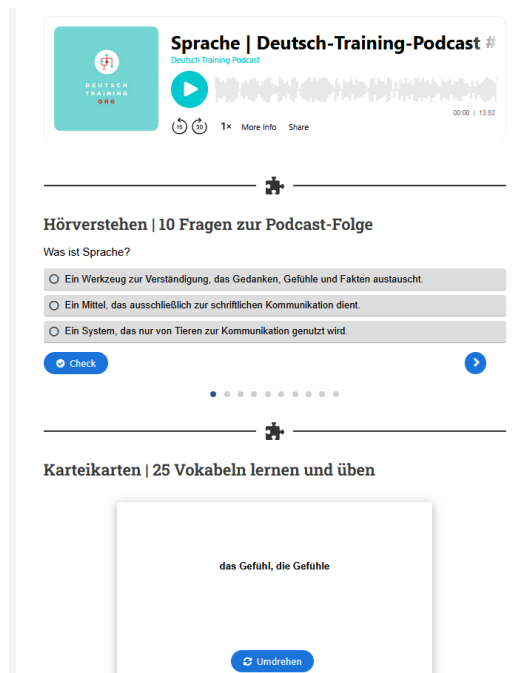 Sprache | Deutsch-Training-Podcast #
Deutsch Training Podcast
DEUTSCH
TRAINING
ORG
00:00 | 13:52
15 30 1× More Info Share
Hörverstehen | 10 Fragen zur Podcast-Folge
Was ist Sprache?
Ein Werkzeug zur Verständigung, das Gedanken, Gefühle und Fakten austauscht.
Ein Mittel, das ausschließlich zur schriftlichen Kommunikation dient.
Ein System, das nur von Tieren zur Kommunikation genutzt wird.
Check
Karteikarten | 25 Vokabeln lernen und üben
das Gefühl, die Gefühle
Umdrehen